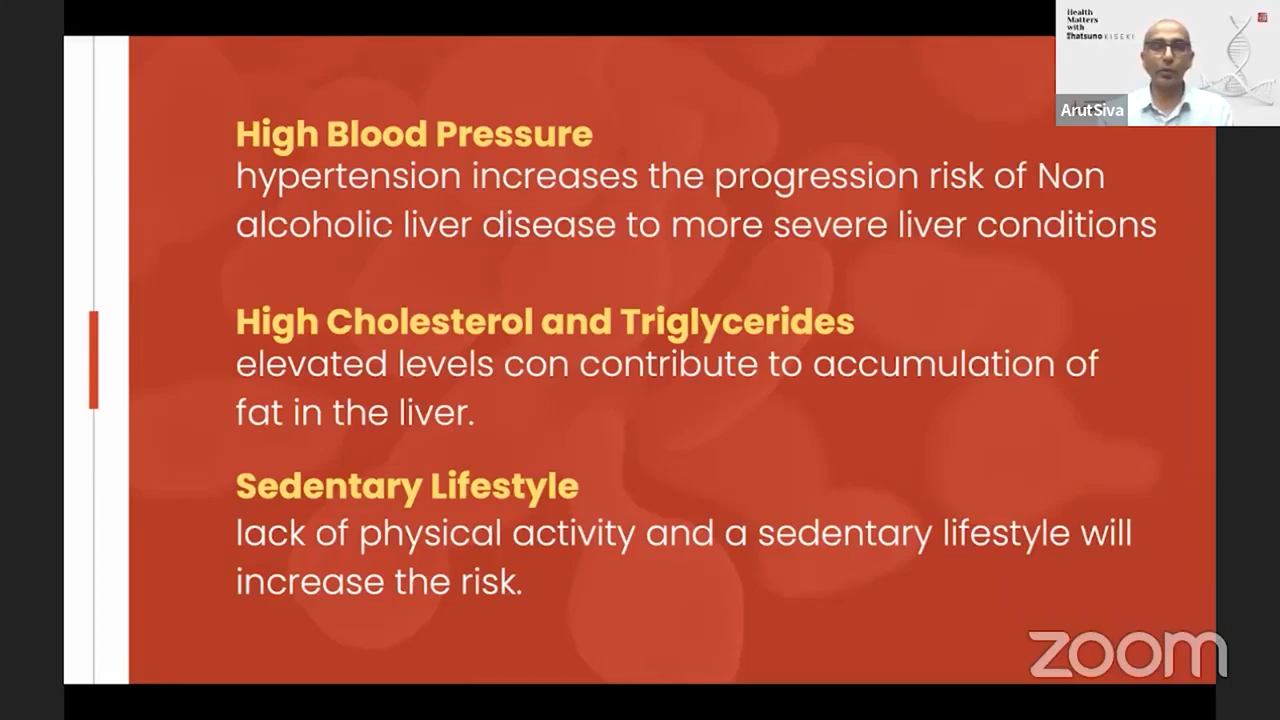 Health
Matters
with
Bhatsuno KISEKI
ArutSiva
High Blood Pressure
hypertension increases the progression risk of Non
alcoholic liver disease to more severe liver conditions
High Cholesterol and Triglycerides
elevated levels con contribute to accumulation of
fat in the liver.
Sedentary Lifestyle
lack of physical activity and a sedentary lifestyle will
increase the risk.
zoom